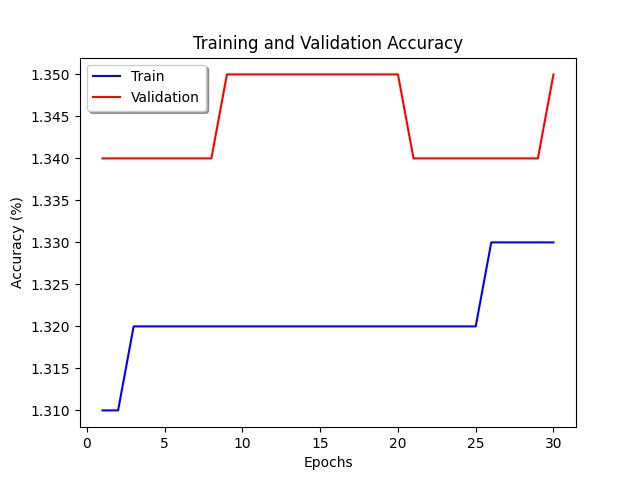 Training and Validation Accuracy
Train
Validation
Accuracy (%)
1.350
1.345
1.340
1.335
1.330
1.325
1.320
1.315
1.310
0 5 10 15 20 25 30
Epochs